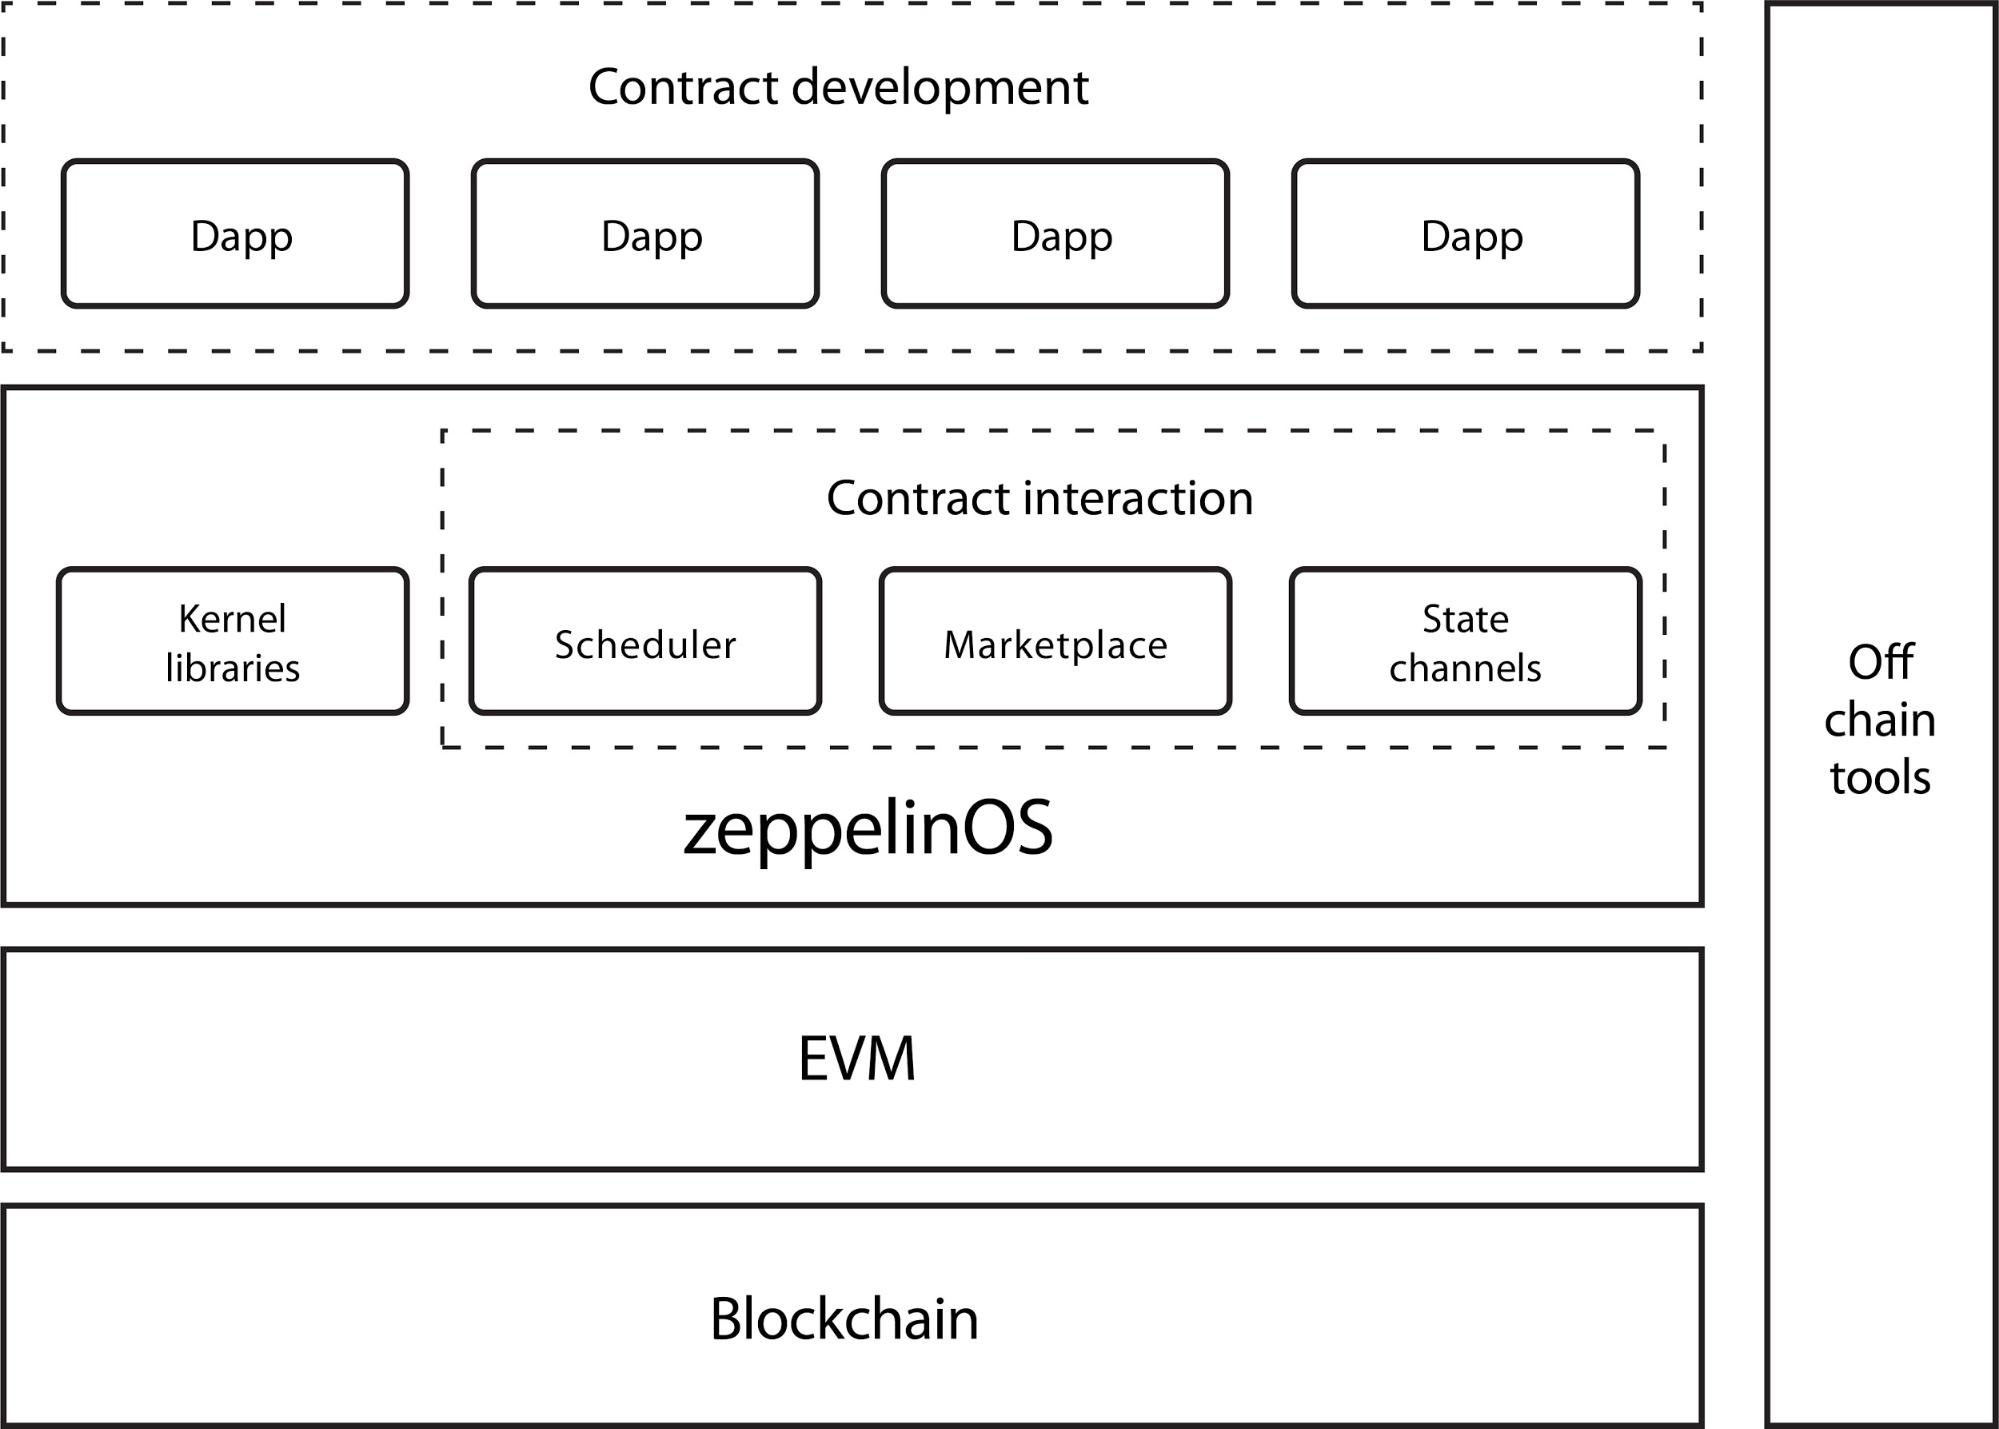 Contract development
Dapp
Dapp
Dapp
Dapp
Contract interaction
Kernel
libraries
Scheduler
Marketplace
State
channels
zeppelinOS
EVM
Blockchain
Off
chain
tools